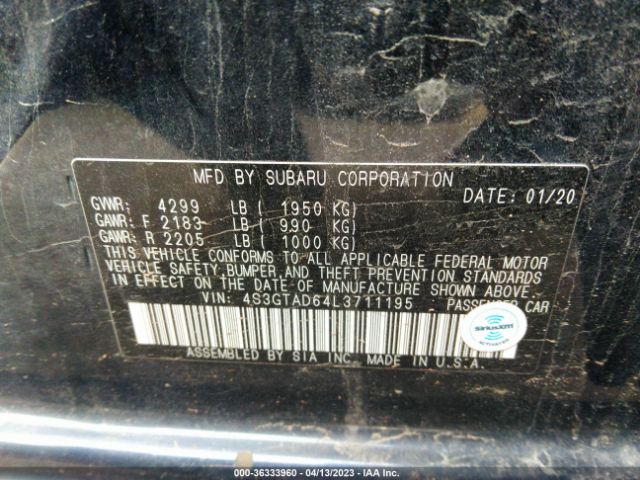 MFD BY SUBARU CORPORATION
DATE: 01/20
GVWR: 4299 LB ( 1950 KG)
GAWR: F 2183 LB ( 990 KG)
GAWR: R 2205 LB ( 1000 KG)
THIS VEHICLE CONFORMS TO ALL APPLICABLE FEDERAL MOTOR
VEHICLE SAFETY, BUMPER, AND THEFT PREVENTION STANDARDS
IN EFFECT ON THE DATE OF MANUFACTURE SHOWN ABOVE.
VIN: 4S3GTAD64L3711195 PASSENGER CAR
SiriusXM
ACTIVATED
ASSEMBLED BY SIA INC. MADE IN U.S.A.
000-36333960 - 04/13/2023 - IAA Inc.